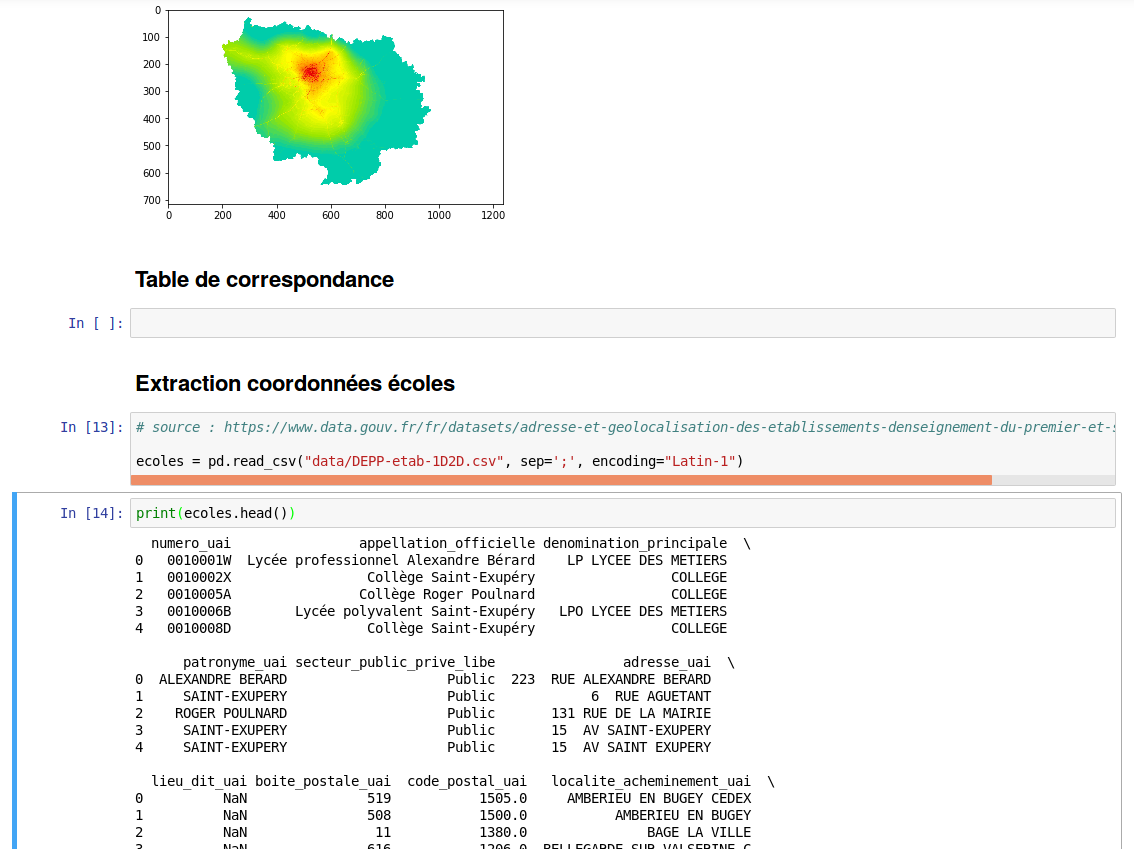 0
100
200
300
400
500
600
700
0 200 400 600 800 1000 1200
Table de correspondance
In [ ]:
Extraction coordonnées écoles
In [13]: # source : https://www.data.gouv.fr/fr/datasets/adresse-et-geolocalisation-des-etablissements-denseignement-du-premier-et-s
ecoles = pd.read_csv("data/DEPP-etab-1D2D.csv", sep=';', encoding="Latin-1")
In [14]: print(ecoles.head())
numero_uai appellation_officielle denomination_principale \
0 0010001W Lycée professionnel Alexandre Bérard LP LYCEE DES METIERS
1 0010002X Collège Saint-Exupéry COLLEGE
2 0010005A Collège Roger Poulnard COLLEGE
3 0010006B Lycée polyvalent Saint-Exupéry LPO LYCEE DES METIERS
4 0010008D Collège Saint-Exupéry COLLEGE
patronyme_uai secteur_public_prive_libe adresse_uai \
0 ALEXANDRE BERARD Public 223 RUE ALEXANDRE BERARD
1 SAINT-EXUPERY Public 6 RUE AGUETANT
2 ROGER POULNARD Public 131 RUE DE LA MAIRIE
3 SAINT-EXUPERY Public 15 AV SAINT-EXUPERY
4 SAINT-EXUPERY Public 15 AV SAINT EXUPERY
lieu_dit_uai boite_postale_uai code_postal_uai localite_acheminement_uai \
0 NaN 519 1505.0 AMBERIEU EN BUGEY CEDEX
1 NaN 508 1500.0 AMBERIEU EN BUGEY
2 NaN 11 1380.0 BAGE LA VILLE
3 NaN 616 1206.0 BELLEGARDE SUR VALSERINE C